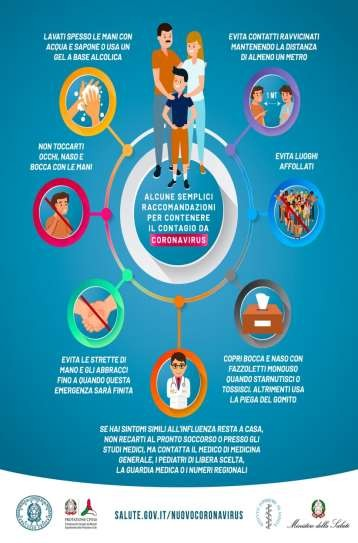 LAVATI SPESSO LE MANI CON
ACQUA E SAPONE O USA UN
GEL A BASE ALCOLICA
EVITA CONTATTI RAVVICINATI
MANTENENDO LA DISTANZA
DI ALMENO UN METRO
1 MT
NON TOCCARTI
OCCHI, NASO E
BOCCA CON LE MANI
EVITA LUOGHI
AFFOLLATI
ALCUNE SEMPLICI
RACCOMANDAZIONI
PER CONTENERE
IL CONTAGIO DA
CORONAVIRUS
EVITA LE STRETTE DI
MANO E GLI ABBRACCI
FINO A QUANDO QUESTA
EMERGENZA SARÀ FINITA
COPRI BOCCA E NASO CON
FAZZOLETTI MONOUSO
QUANDO STARNUTISCI O
TOSSISCI. ALTRIMENTI USA
LA PIEGA DEL GOMITO
SE HAI SINTOMI SIMILI ALL'INFLUENZA RESTA A CASA,
NON RECARTI AL PRONTO SOCCORSO O PRESSO GLI
STUDI MEDICI, MA CONTATTA IL MEDICO DI MEDICINA
GENERALE, I PEDIATRI DI LIBERA SCELTA,
LA GUARDIA MEDICA O I NUMERI REGIONALI
PROTEZIONE CIVILE
SALUTE.GOV.IT/NUOVOCORONAVIRUS
Ministero della Salute